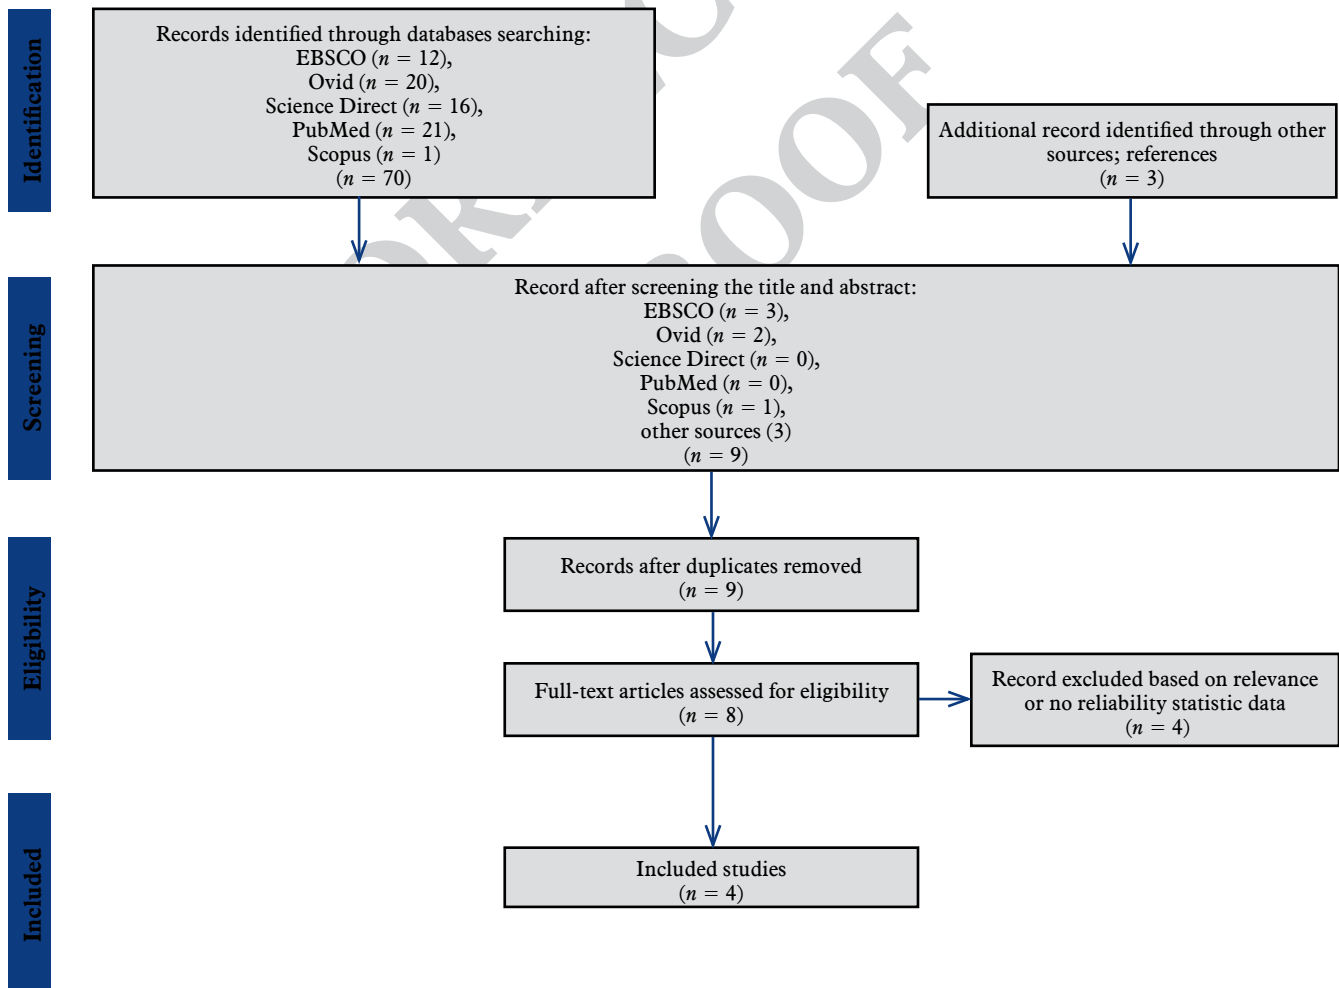 Identification
Records identified through databases searching:
EBSCO (n = 12),
Ovid (n = 20),
Science Direct (n = 16),
PubMed (n = 21),
Scopus (n = 1)
(n = 70)
Additional record identified through other
sources; references
(n = 3)
Screening
Record after screening the title and abstract:
EBSCO (n = 3),
Ovid (n = 2),
Science Direct (n = 0),
PubMed (n = 0),
Scopus (n = 1),
other sources (3)
(n = 9)
Eligibility
Records after duplicates removed
(n = 9)
Full-text articles assessed for eligibility
(n = 8)
Record excluded based on relevance
or no reliability statistic data
(n = 4)
Included
Included studies
(n = 4)